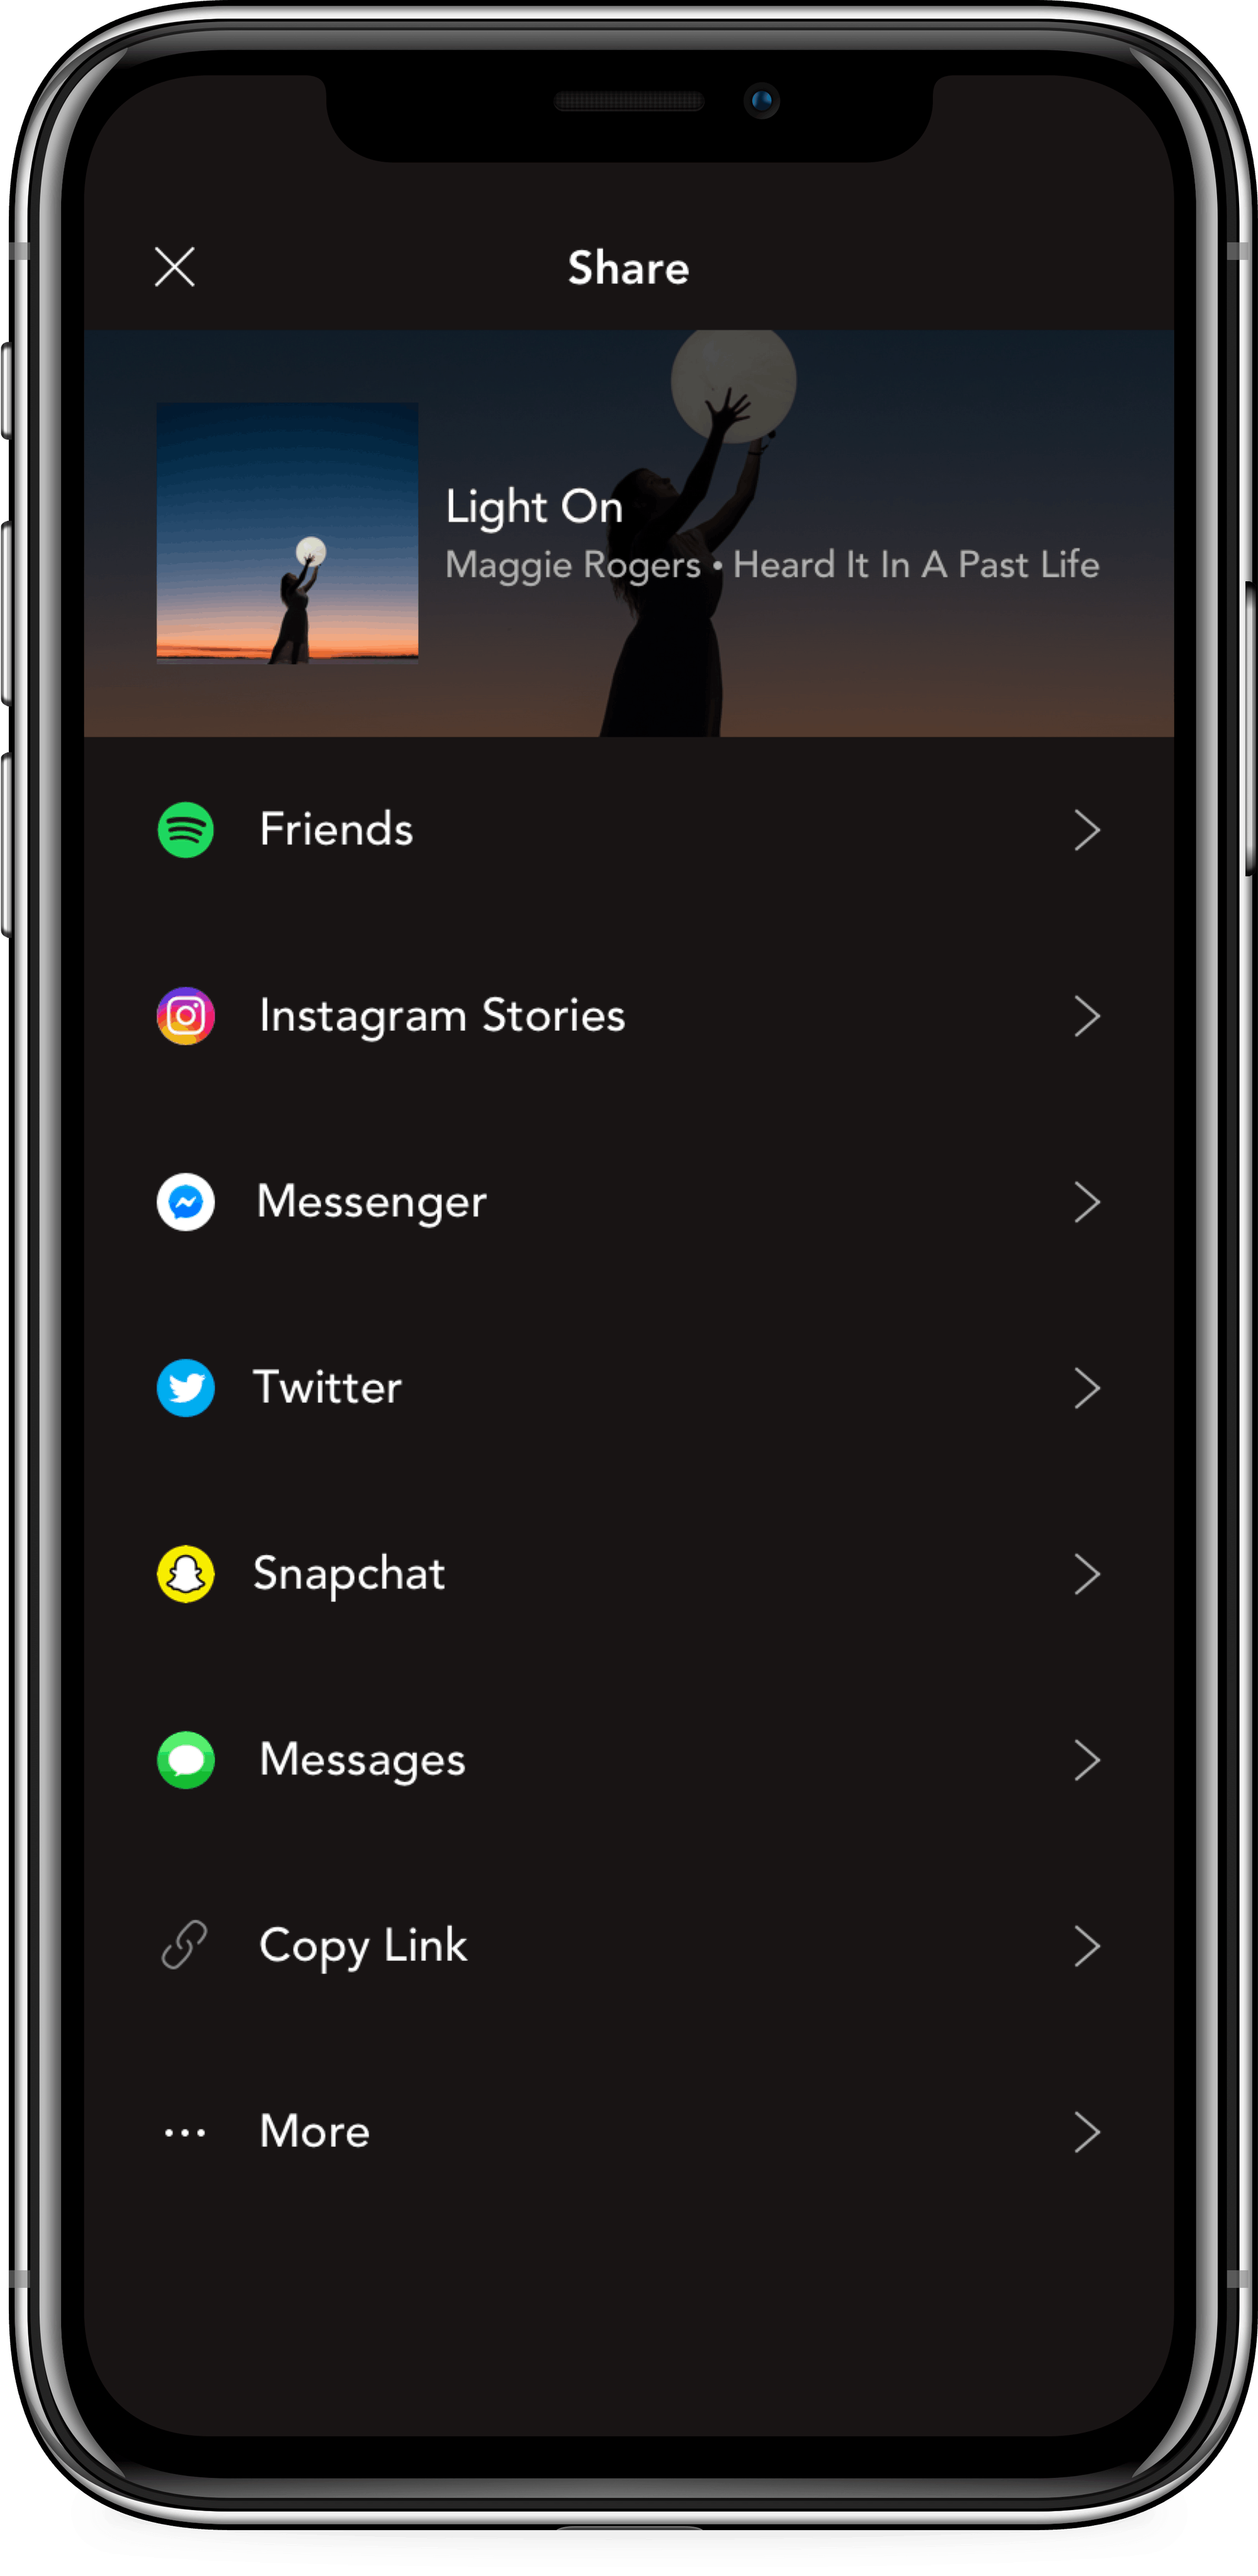 Share
Light On
Maggie Rogers • Heard It In A Past Life
Friends
Instagram Stories
Messenger
Twitter
Snapchat
Messages
Copy Link
More